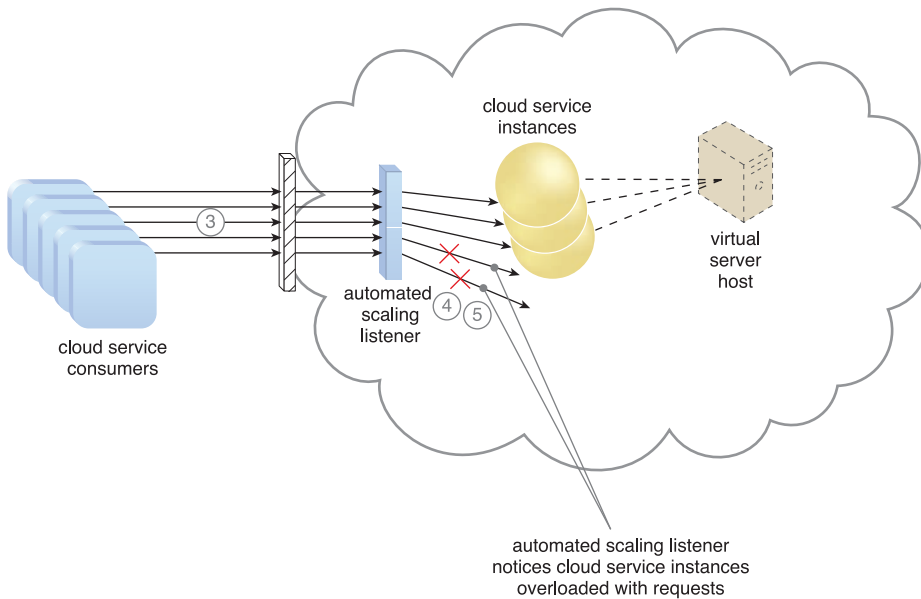 cloud service
instances
3
virtual
server
host
automated
scaling
listener
4
5
cloud service
consumers
automated scaling listener
notices cloud service instances
overloaded with requests